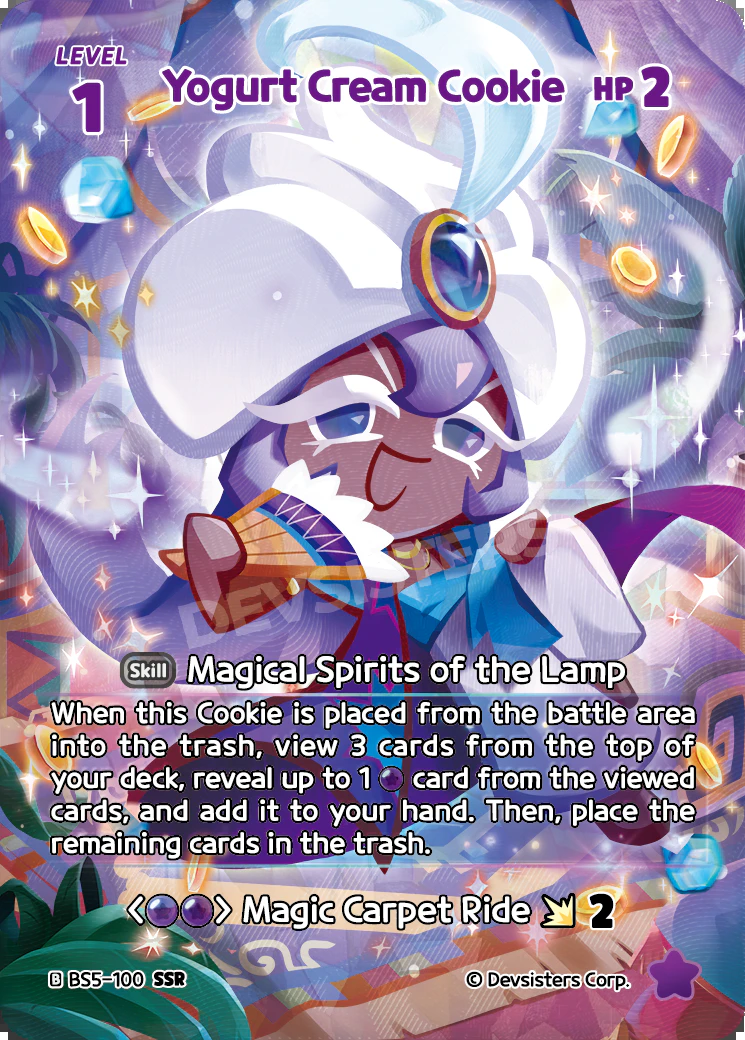 LEVEL
1
Yogurt Cream Cookie HP 2
DEVSISTERS
Skill Magical Spirits of the Lamp
When this Cookie is placed from the battle area
into the trash, view 3 cards from the top of
your deck, reveal up to 1 card from the viewed
cards, and add it to your hand. Then, place the
remaining cards in the trash.
< > Magic Carpet Ride 2
B BS5-100 SSR
© Devsisters Corp.